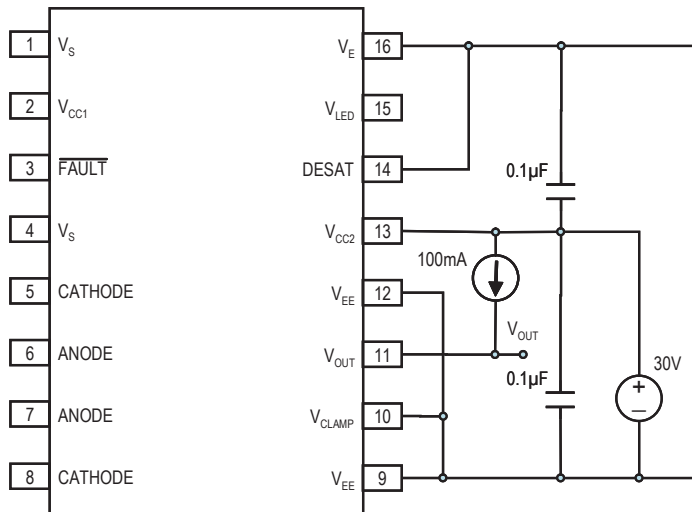 1 V_S
2 V_CC1
3 FAULT
4 V_S
5 CATHODE
6 ANODE
7 ANODE
8 CATHODE
V_E 16
V_LED 15
DESAT 14
V_CC2 13
V_EE 12
V_OUT 11
V_CLAMP 10
V_EE 9
0.1µF
100mA
V_OUT
0.1µF
30V
+
–